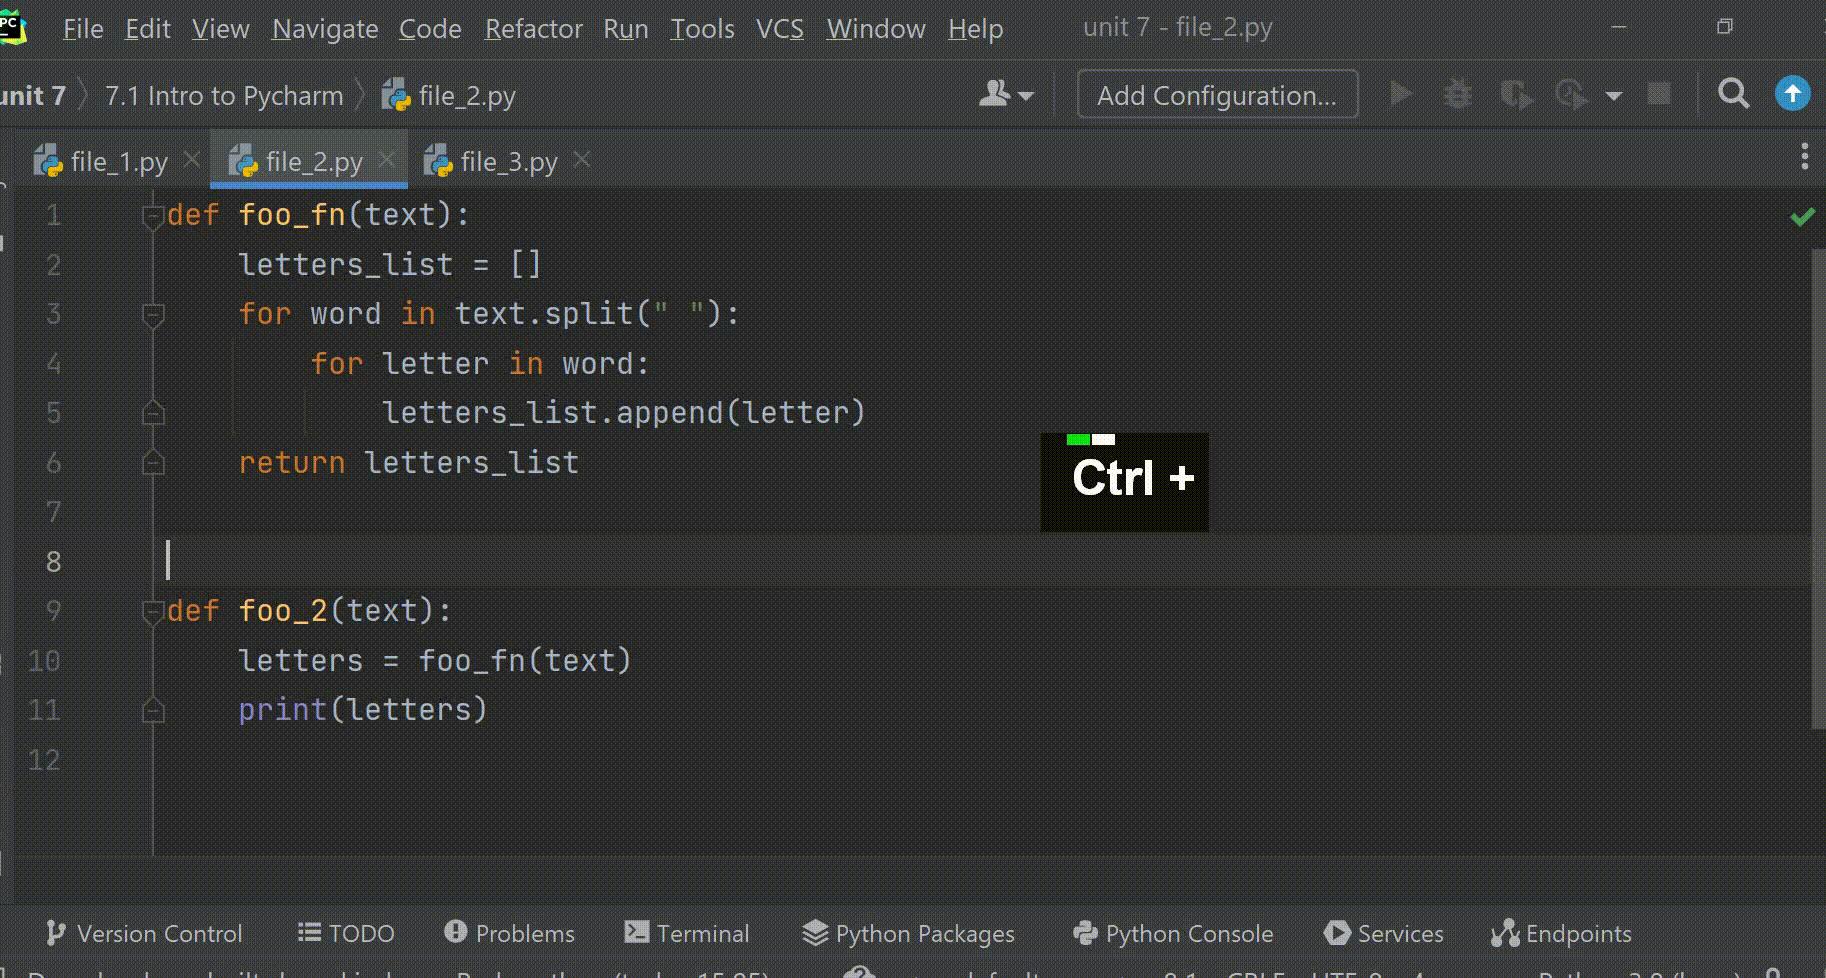 PC
File Edit View Navigate Code Refactor Run Tools VCS Window Help unit 7 - file_2.py
unit 7 7.1 Intro to Pycharm file_2.py Add Configuration...
file_1.py file_2.py file_3.py
1 def foo_fn(text):
2 letters_list = []
3 for word in text.split(" "):
4 for letter in word:
5 letters_list.append(letter)
6 return letters_list
7
8
9 def foo_2(text):
10 letters = foo_fn(text)
11 print(letters)
12
Ctrl +
Version Control TODO Problems Terminal Python Packages Python Console Services Endpoints